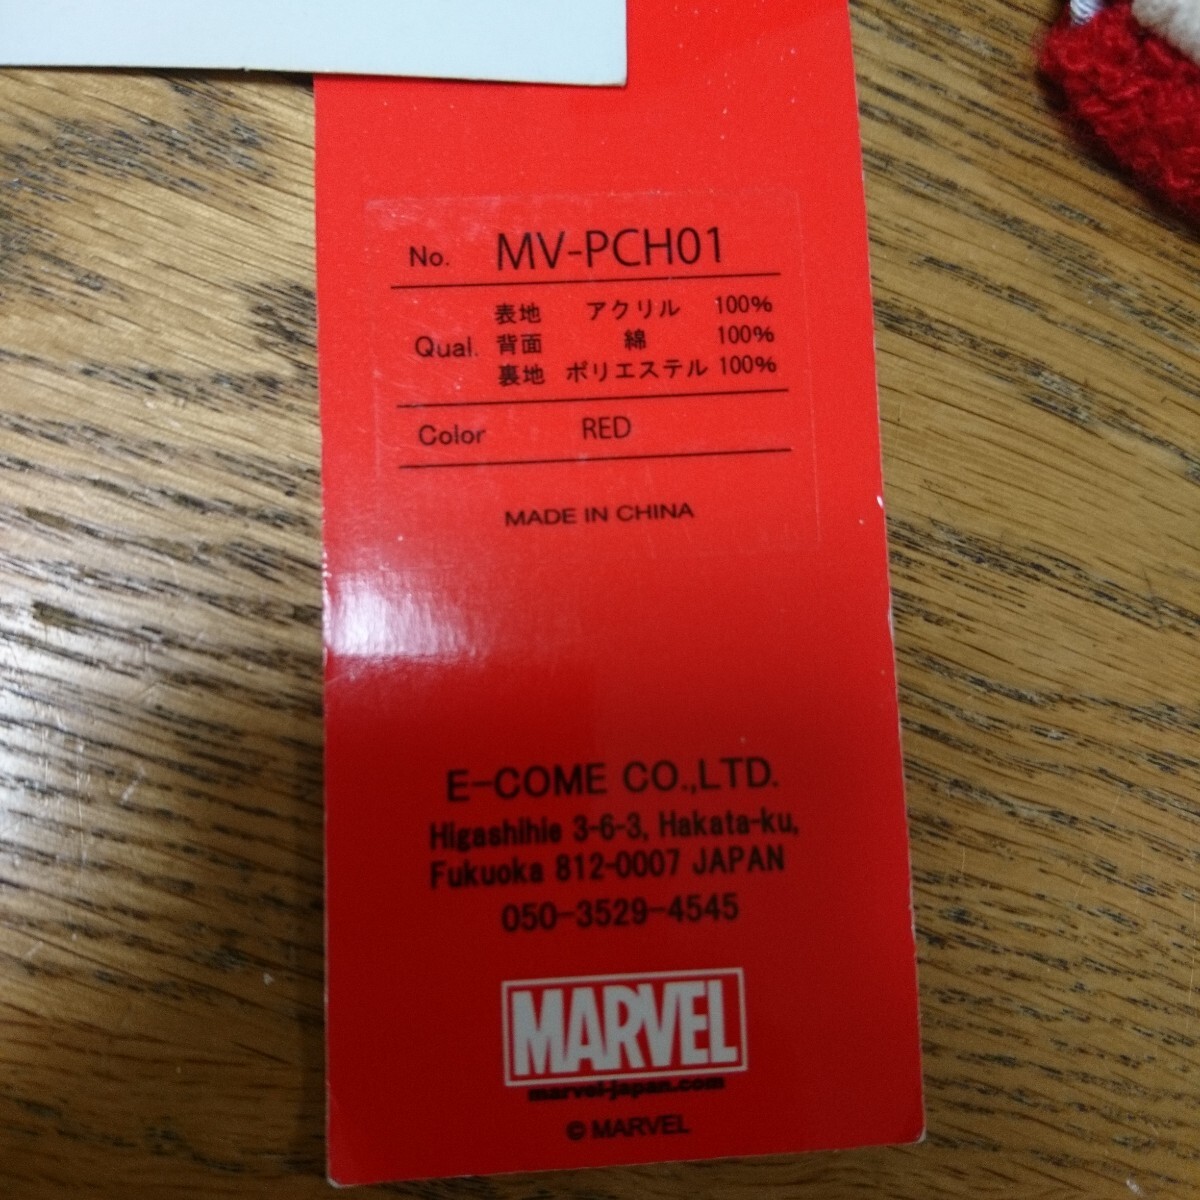 No. MV-PCH01
表地 アクリル 100%
Qual. 背面 綿 100%
裏地 ポリエステル 100%
Color RED
MADE IN CHINA
E-COME CO.,LTD.
Higashihie 3-6-3, Hakata-ku,
Fukuoka 812-0007 JAPAN
050-3529-4545
MARVEL
marvel-japan.com
© MARVEL